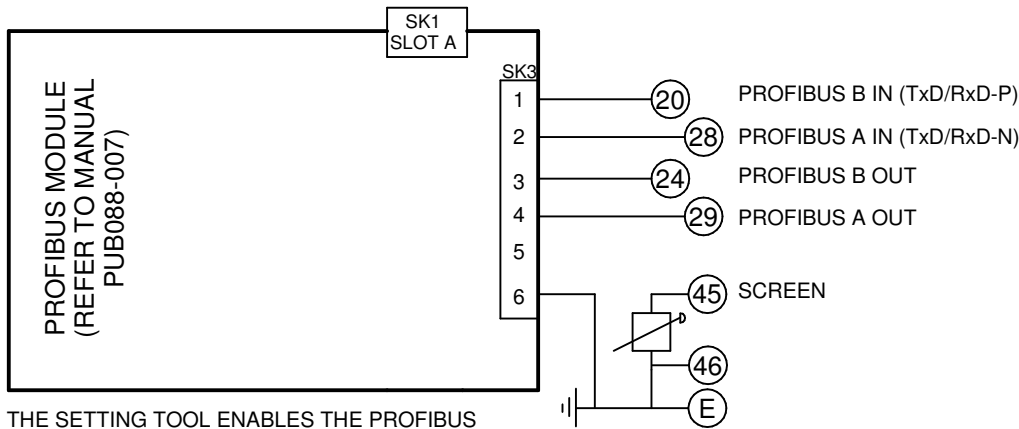 SK1
SLOT A
PROFIBUS MODULE
(REFER TO MANUAL
PUB088-007)
SK3
1
20
PROFIBUS B IN (TxD/RxD-P)
2
28
PROFIBUS A IN (TxD/RxD-N)
3
24
PROFIBUS B OUT
4
29
PROFIBUS A OUT
5
6
45
SCREEN
46
E
THE SETTING TOOL ENABLES THE PROFIBUS